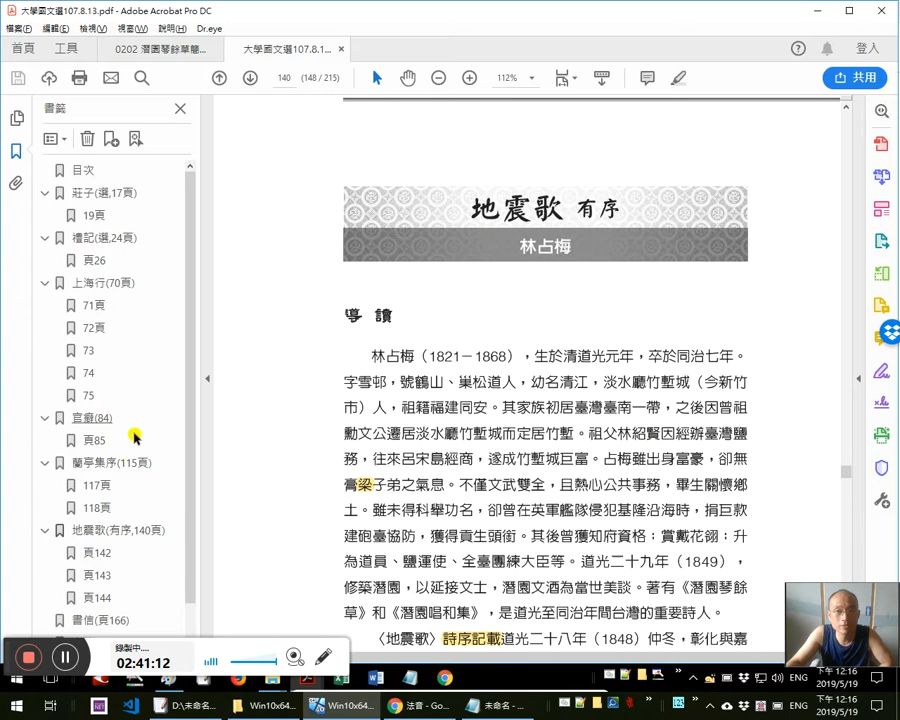 大學國文選107.8.13.pdf - Adobe Acrobat Pro DC
檔案(F) 編輯(E) 檢視(V) 視窗(W) 說明(H) Dr.eye
首頁 工具 0202 潛園琴餘草簡... 大學國文選107.8.1... × 登入
140 (148 / 215) 112% 共用
書籤
目次
莊子(選,17頁)
19頁
禮記(選,24頁)
頁26
上海行(70頁)
71頁
72頁
73
74
75
官癖(84)
頁85
蘭亭集序(115頁)
117頁
118頁
地震歌(有序,140頁)
頁142
頁143
頁144
書信(頁166)
地震歌 有序
林占梅
導讀
林占梅（1821－1868），生於清道光元年，卒於同治七年。
字雪邨，號鶴山、巢松道人，幼名清江，淡水廳竹塹城（今新竹
市）人，祖籍福建同安。其家族初居臺灣臺南一帶，之後因曾祖
勳文公遷居淡水廳竹塹城而定居竹塹。祖父林紹賢因經辦臺灣鹽
務，往來呂宋島經商，遂成竹塹城巨富。占梅雖出身富豪，卻無
膏梁子弟之氣息。不僅文武雙全，且熱心公共事務，畢生關懷鄉
土。雖未得科舉功名，卻曾在英軍艦隊侵犯基隆沿海時，捐巨款
建砲臺協防，獲得貢生頭銜。其後曾獲知府資格；賞戴花翎；升
為道員、鹽運使、全臺團練大臣等。道光二十九年（1849），
修築潛園，以延接文士，潛園文酒為當世美談。著有《潛園琴餘
草》和《潛園唱和集》，是道光至同治年間台灣的重要詩人。
〈地震歌〉詩序記載道光二十八年（1848）仲冬，彰化與嘉
錄製中...
02:41:12
ENG
下午 12:16
2019/5/19
D:\未命名... Win10x64... Win10x64... 法音 - Go... 未命名 -...
ENG
下午 12:16
2019/5/19